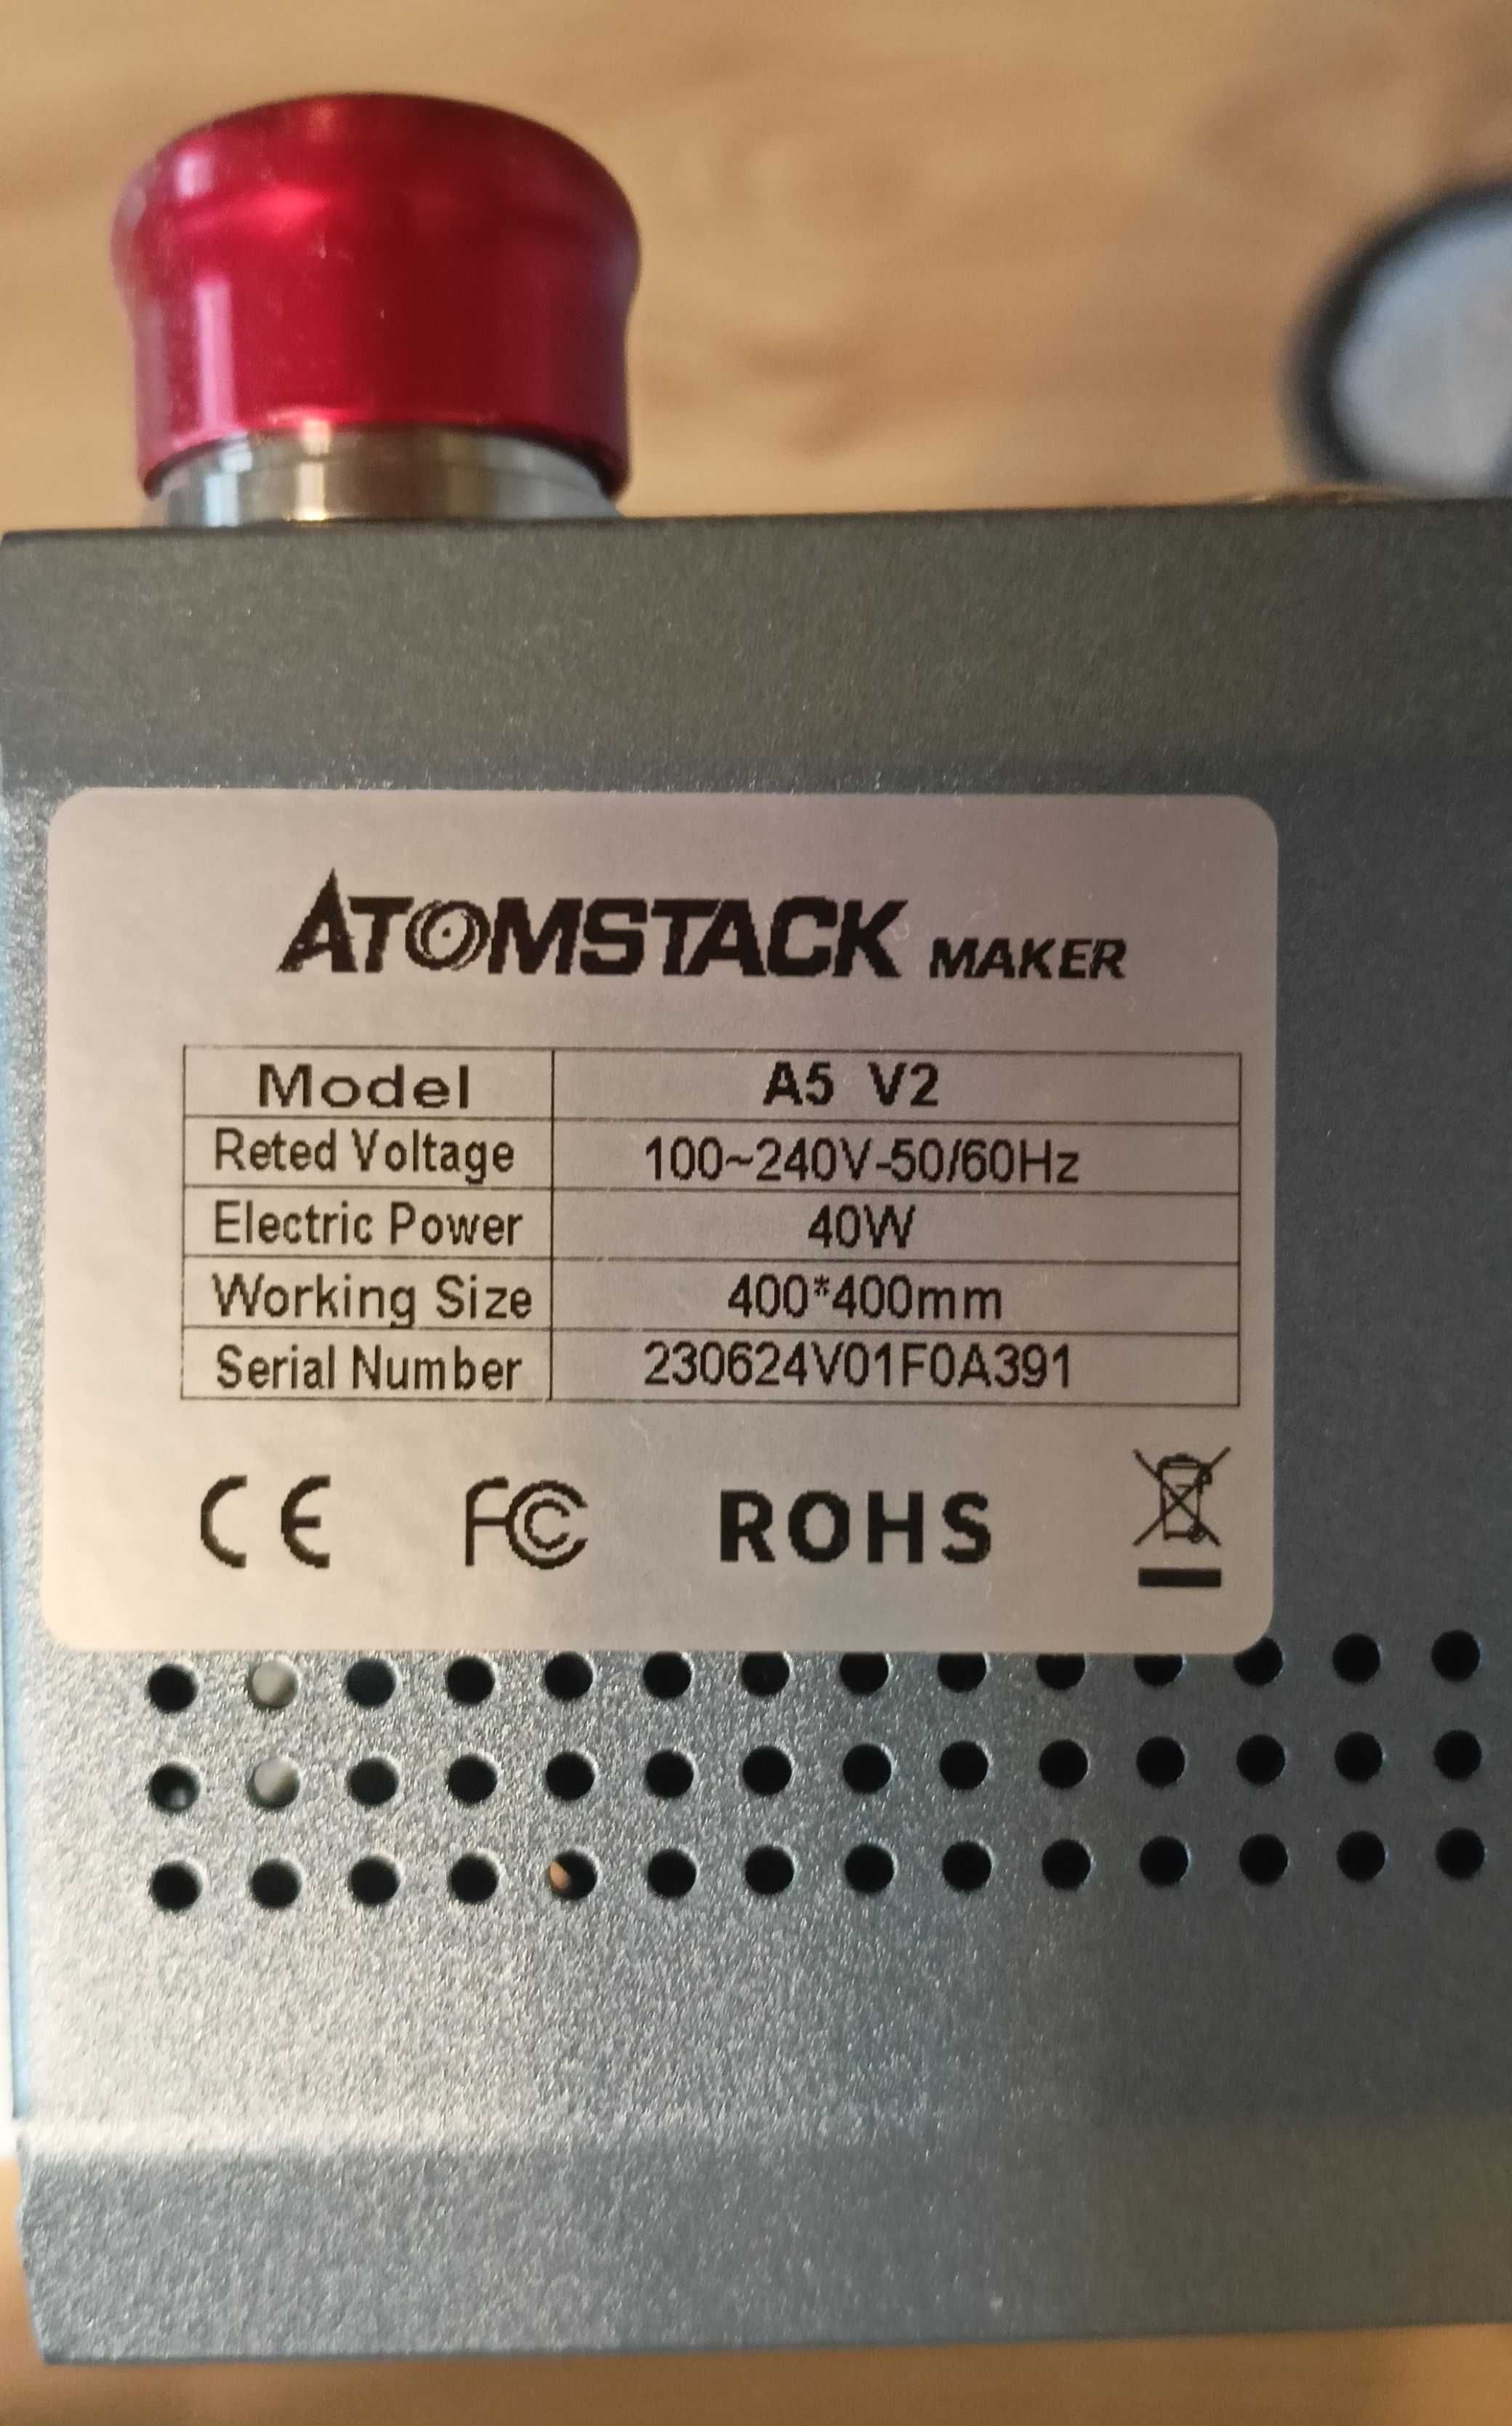 ATOMSTACK MAKER
Model A5 V2
Reted Voltage 100~240V-50/60Hz
Electric Power 40W
Working Size 400*400mm
Serial Number 230624V01F0A391
CE FC ROHS